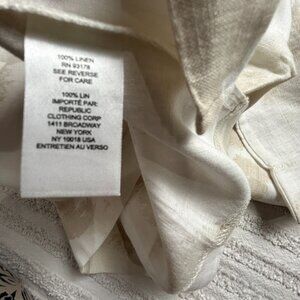 100% LINEN
RN 93178
SEE REVERSE
FOR CARE
100% LIN
IMPORTÉ PAR:
REPUBLIC
CLOTHING CORP
1411 BROADWAY
NEW YORK
NY 10018 USA
ENTRETIEN AU VERSO